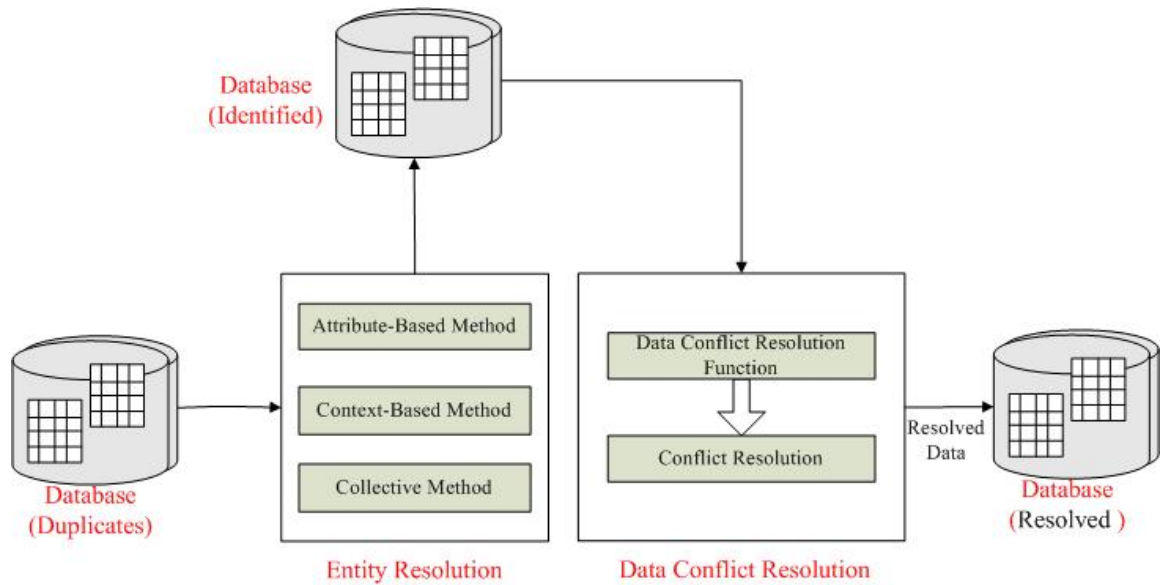 Database
(Identified)
Attribute-Based Method
Context-Based Method
Collective Method
Data Conflict Resolution
Function
Conflict Resolution
Resolved
Data
Database
(Duplicates)
Database
(Resolved )
Entity Resolution
Data Conflict Resolution